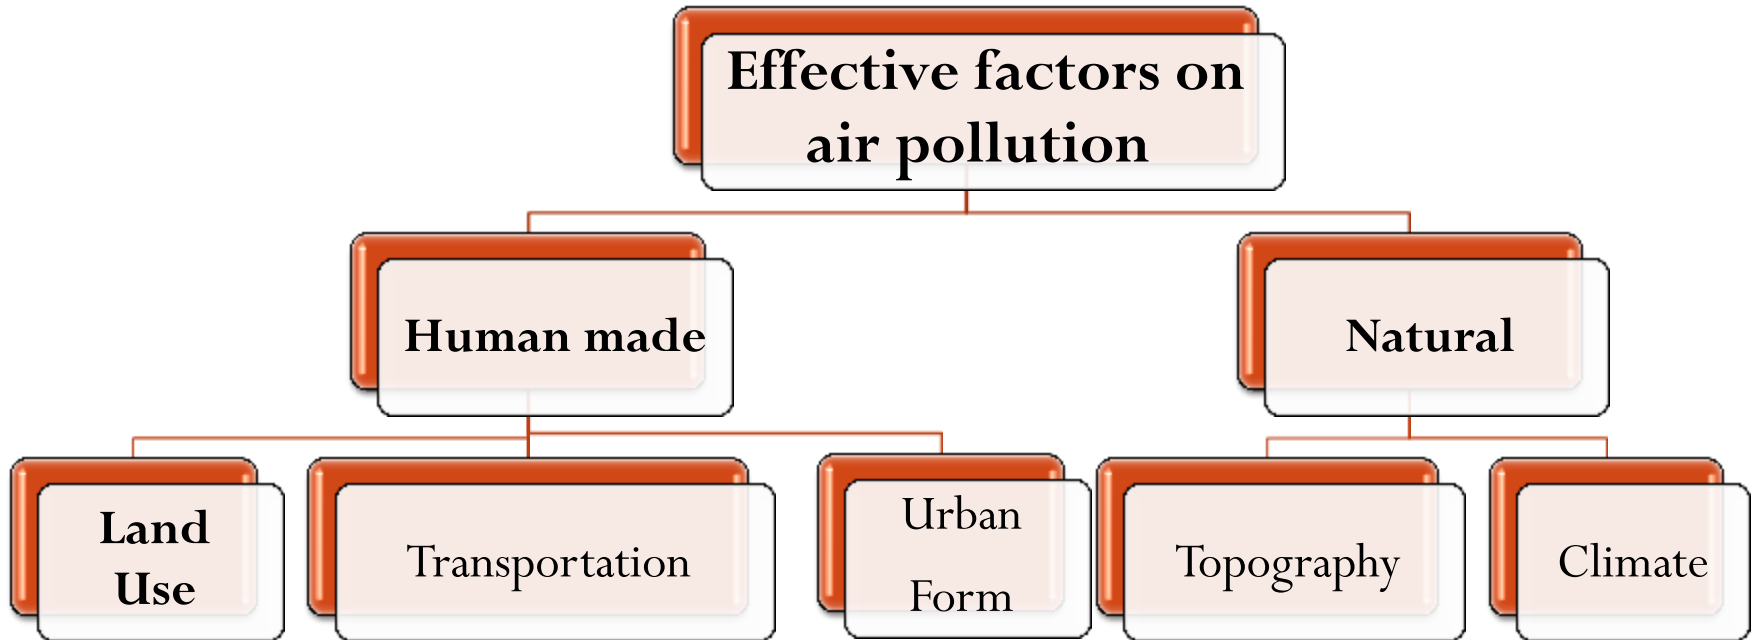 Effective factors on
air pollution
Human made
Natural
Land
Use
Transportation
Urban
Form
Topography
Climate